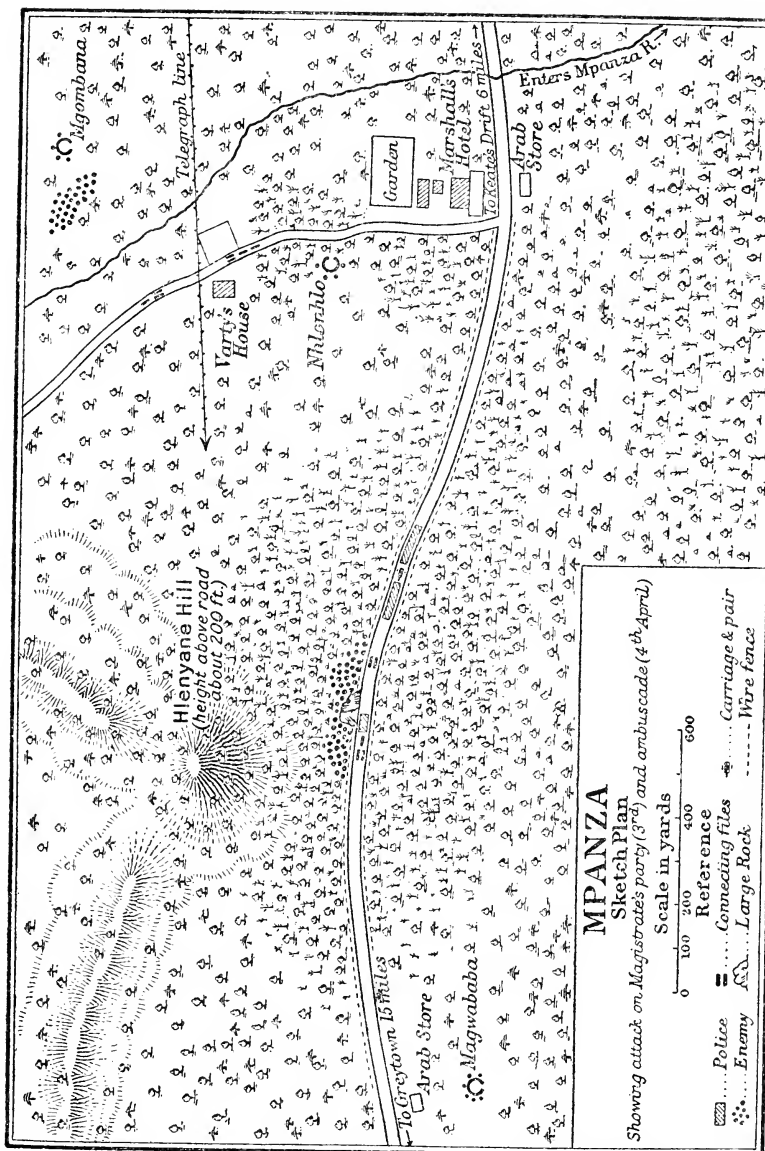 Mgombana
Telegraph line
Varty's
House
Nhlonhlo
Garden
Marshall's
Hotel
To Keate's Drift 6 miles
Arab
Store
Enters Mpanza R.
Hlenyane Hill
(height above road
about 200 ft.)
To Greytown 15 miles
Arab Store
Magwababa
MPANZA
Sketch Plan
Showing attack on Magistrate's party (3rd) and ambuscade (4th April)
Scale in yards
0 100 200 400 600
Reference
Police ..... Connecting files ..... Carriage & pair
Enemy ..... Large Rock ----- Wire fence